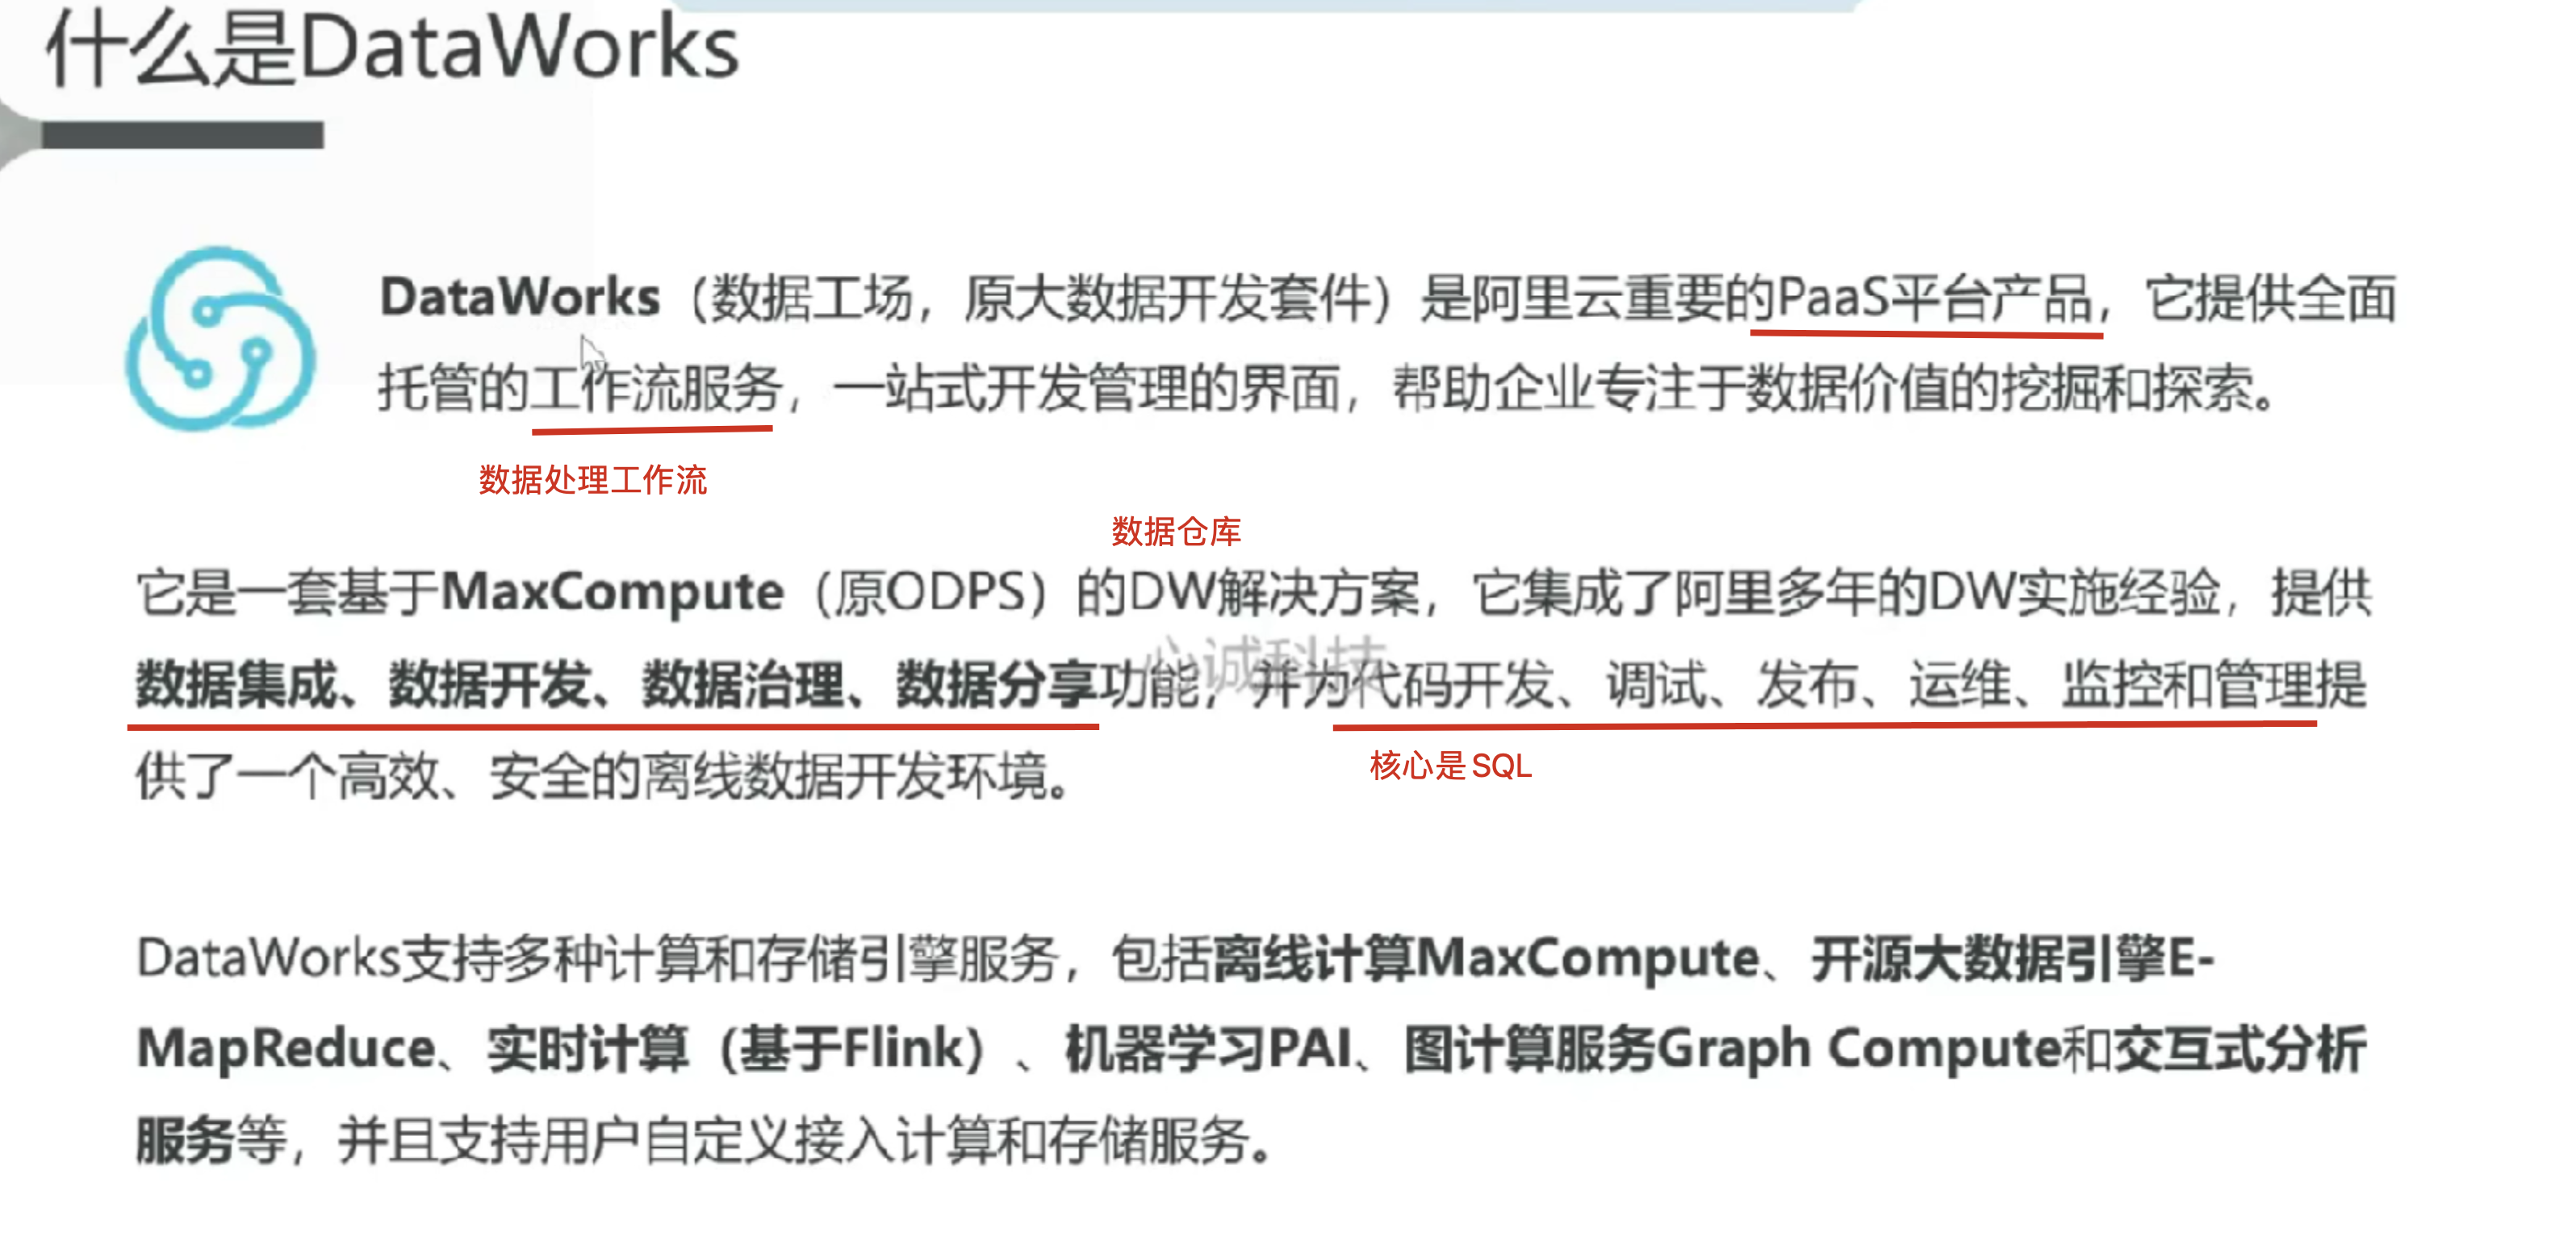 什么是DataWorks
DataWorks（数据工场，原大数据开发套件）是阿里云重要的PaaS平台产品，它提供全面
托管的工作流服务，一站式开发管理的界面，帮助企业专注于数据价值的挖掘和探索。
数据处理工作流
数据仓库
它是一套基于MaxCompute（原ODPS）的DW解决方案，它集成了阿里多年的DW实施经验，提供
数据集成、数据开发、数据治理、数据分享功能，并为代码开发、调试、发布、运维、监控和管理提
心诚科技
核心是SQL
供了一个高效、安全的离线数据开发环境。
DataWorks支持多种计算和存储引擎服务，包括离线计算MaxCompute、开源大数据引擎E-
MapReduce、实时计算（基于Flink）、机器学习PAI、图计算服务Graph Compute和交互式分析
服务等，并且支持用户自定义接入计算和存储服务。